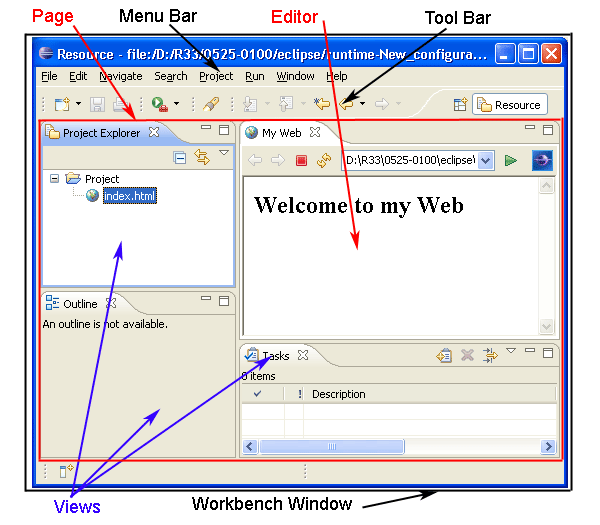 Page
Menu Bar
Editor
Tool Bar
Resource - file:/D:/R33/0525-0100/eclipse/runtime-New_configura...
File Edit Navigate Search Project Run Window Help
Resource
Project Explorer
My Web
D:\R33\0525-0100\eclipse\
Project
index.html
Welcome to my Web
Outline
An outline is not available.
Tasks
0 items
! Description
Views
Workbench Window